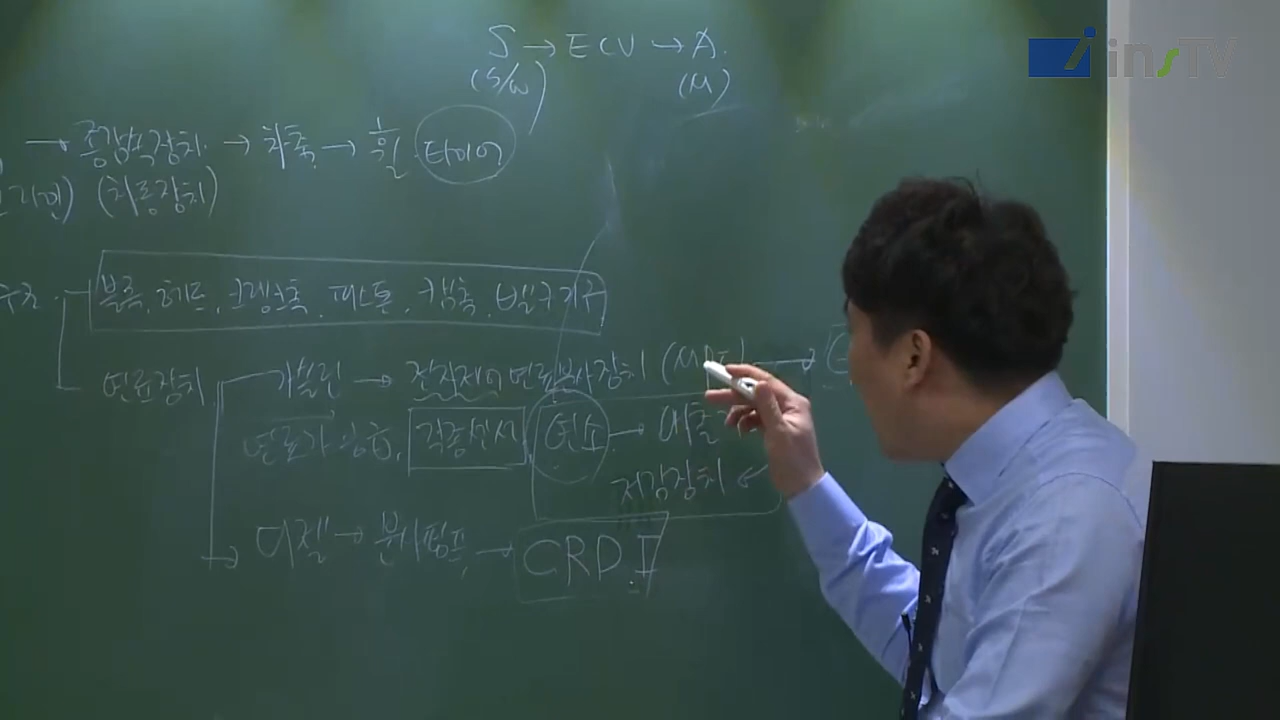 insTV
S → ECU → A.
(S/W) (M)
→ 종감속장치 → 차축 → 휠 타이어
(차동장치)
블록, 헤드, 크랭크축, 피스톤, 캠축, 밸브기구
연료장치 가솔린 → 전자제어 연료분사장치 (MPI) →
연료가 공급, 각종센서 연소 → 배출
저감장치
디젤 → 분사펌프 → CRDI